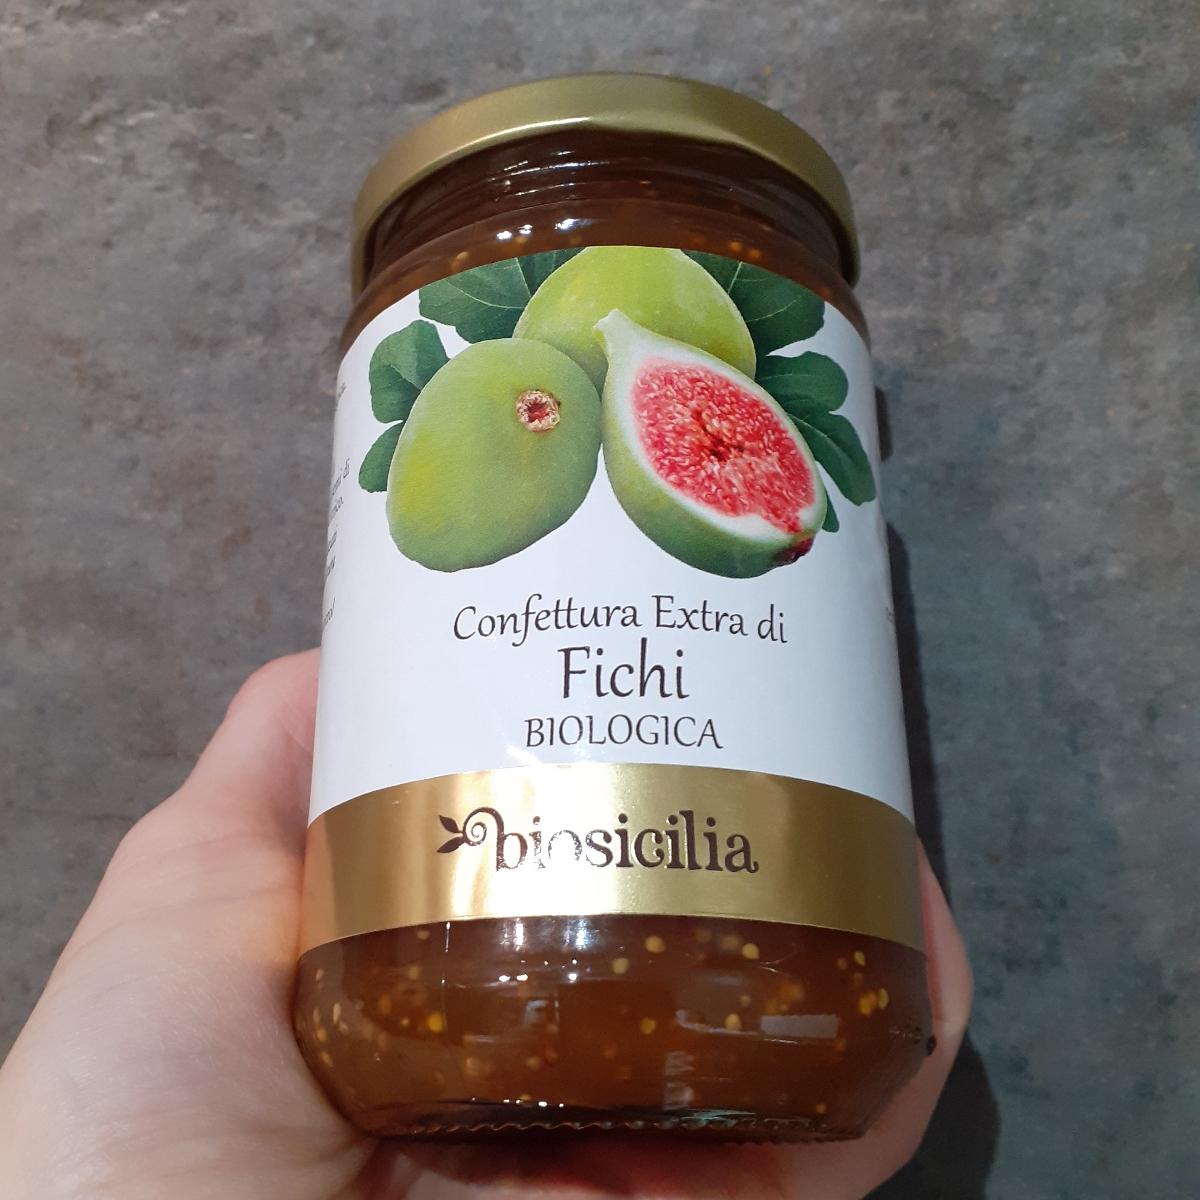 Confettura Extra di
Fichi
BIOLOGICA
biosicilia